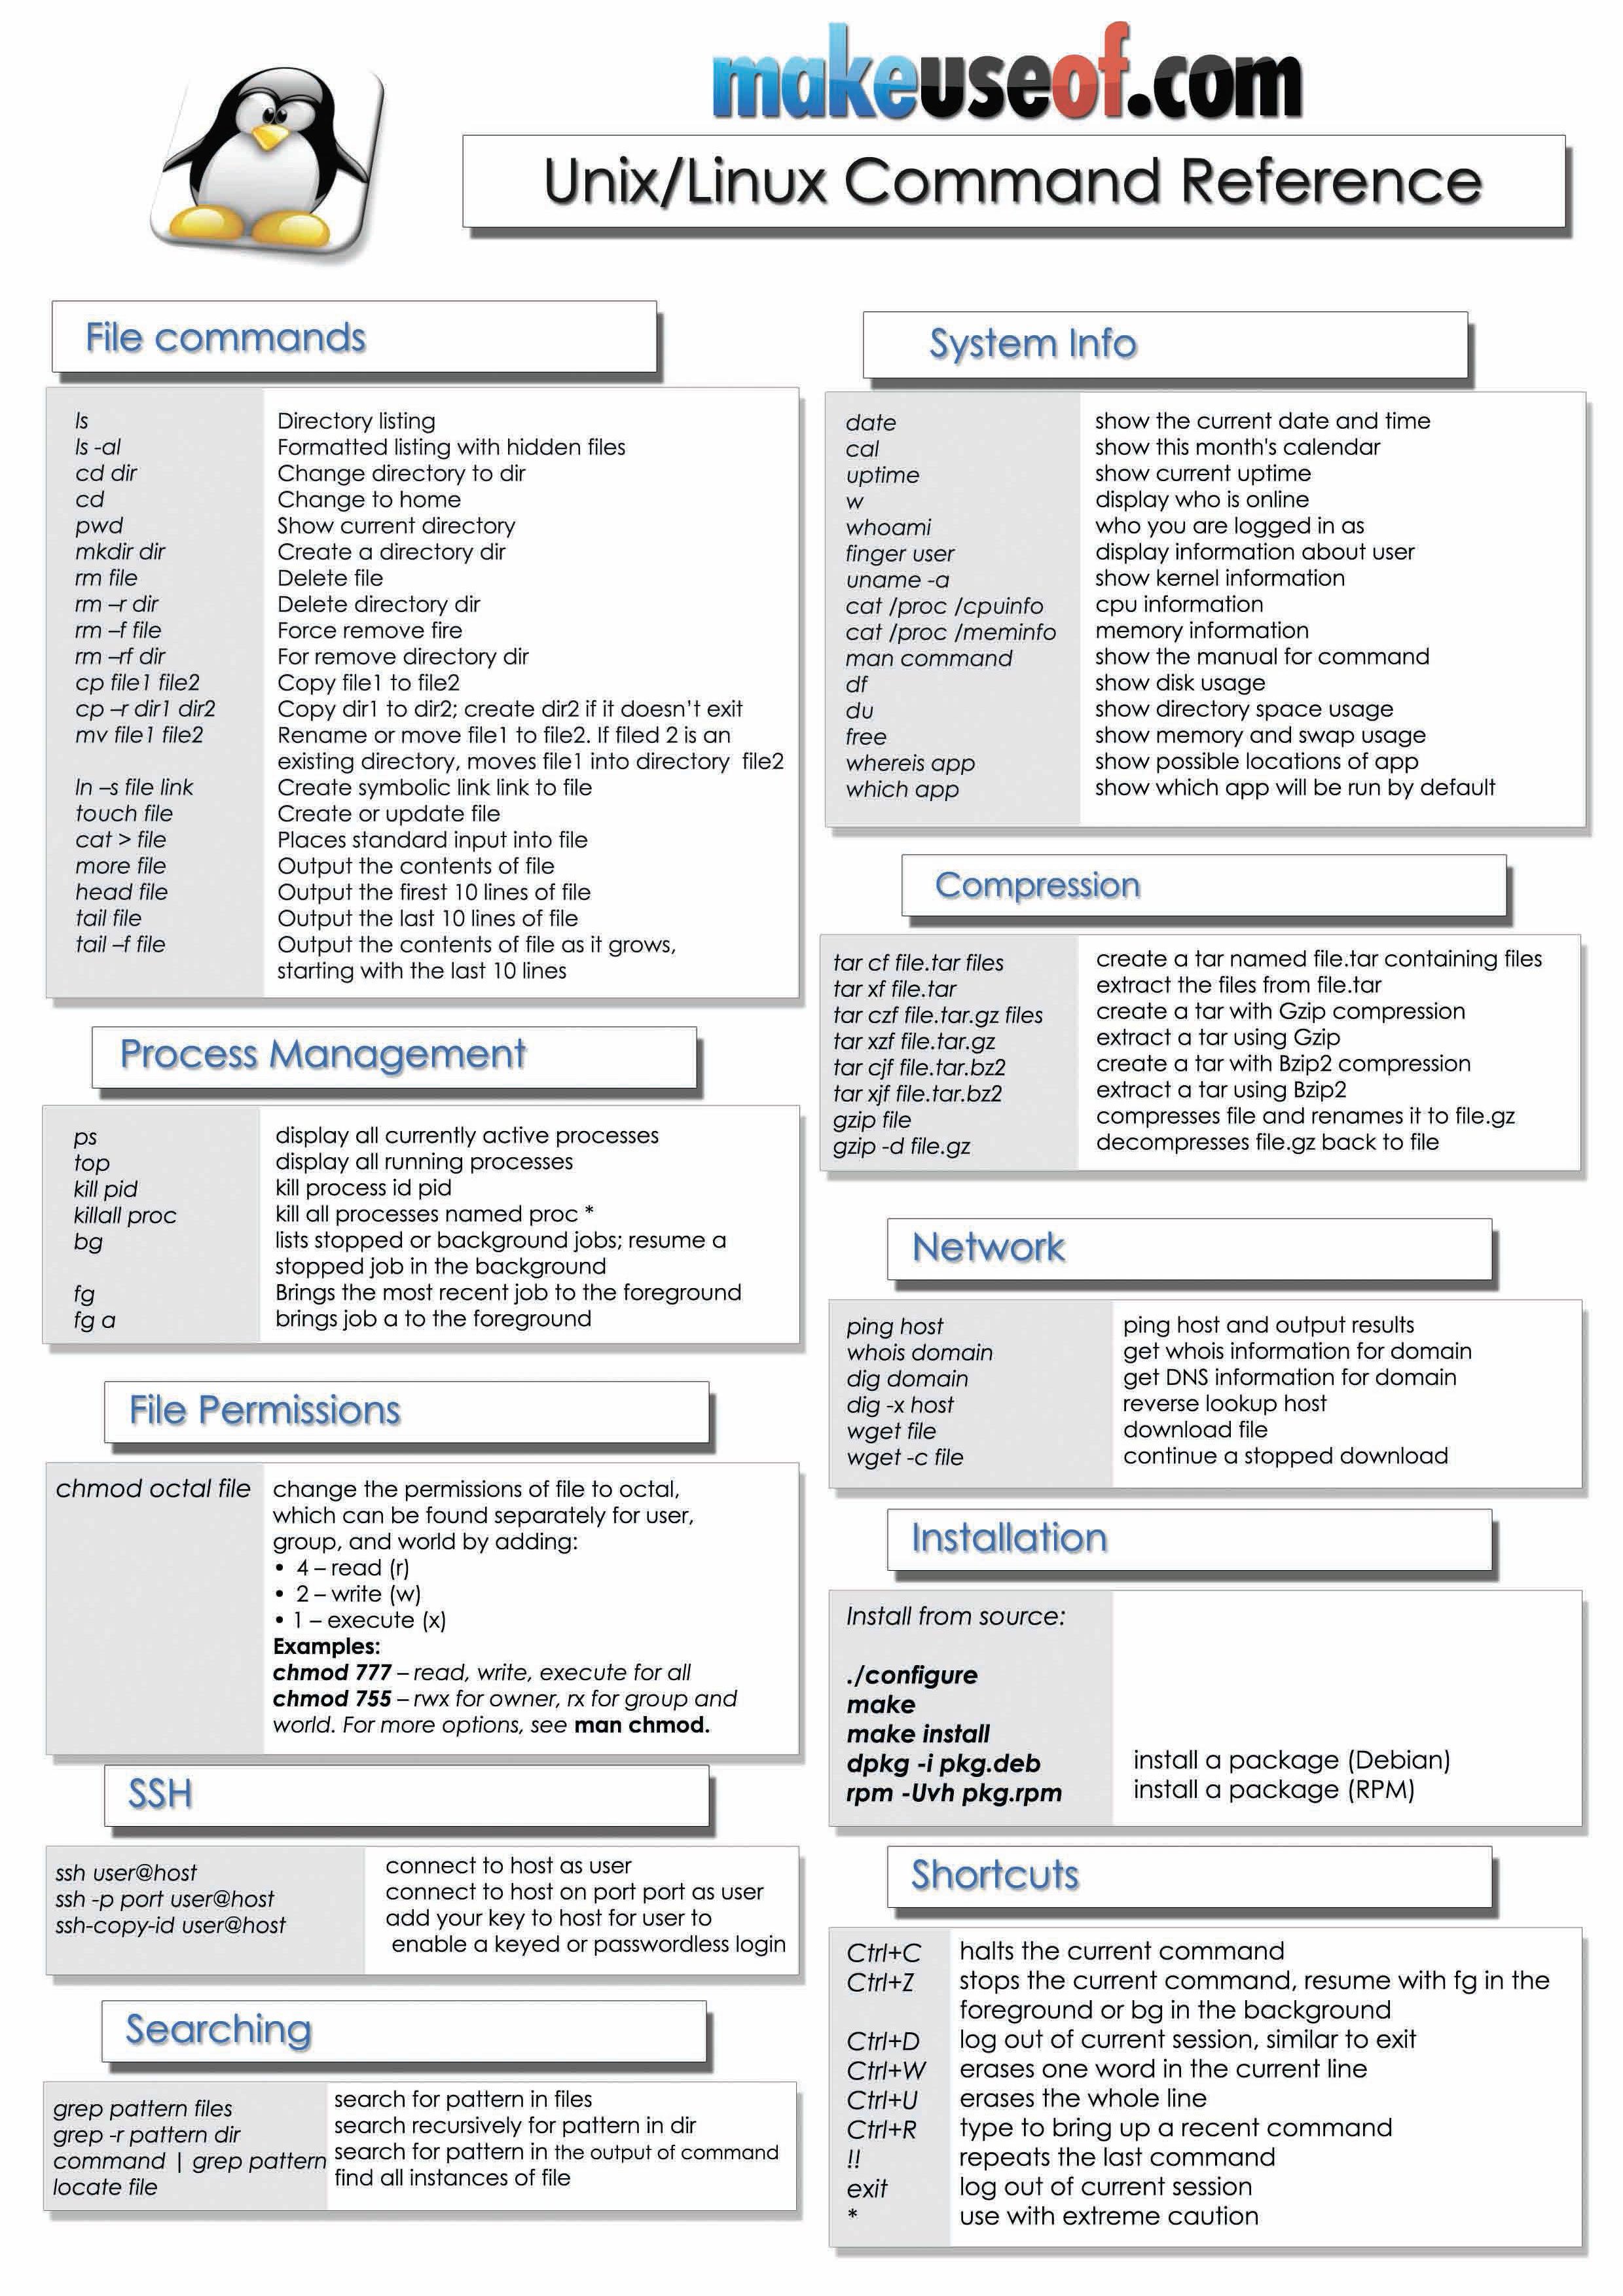 makeuseof.com
Unix/Linux Command Reference
File commands
ls Directory listing
ls -al Formatted listing with hidden files
cd dir Change directory to dir
cd Change to home
pwd Show current directory
mkdir dir Create a directory dir
rm file Delete file
rm –r dir Delete directory dir
rm –f file Force remove fire
rm –rf dir For remove directory dir
cp file1 file2 Copy file1 to file2
cp –r dir1 dir2 Copy dir1 to dir2; create dir2 if it doesn't exit
mv file1 file2 Rename or move file1 to file2. If filed 2 is an
existing directory, moves file1 into directory file2
ln –s file link Create symbolic link link to file
touch file Create or update file
cat > file Places standard input into file
more file Output the contents of file
head file Output the firest 10 lines of file
tail file Output the last 10 lines of file
tail –f file Output the contents of file as it grows,
starting with the last 10 lines
Process Management
ps display all currently active processes
top display all running processes
kill pid kill process id pid
killall proc kill all processes named proc *
bg lists stopped or background jobs; resume a
stopped job in the background
fg Brings the most recent job to the foreground
fg a brings job a to the foreground
File Permissions
chmod octal file change the permissions of file to octal,
which can be found separately for user,
group, and world by adding:
• 4 – read (r)
• 2 – write (w)
• 1 – execute (x)
Examples:
chmod 777 – read, write, execute for all
chmod 755 – rwx for owner, rx for group and
world. For more options, see man chmod.
SSH
ssh user@host connect to host as user
ssh -p port user@host connect to host on port port as user
ssh-copy-id user@host add your key to host for user to
enable a keyed or passwordless login
Searching
grep pattern files search for pattern in files
grep -r pattern dir search recursively for pattern in dir
command | grep pattern search for pattern in the output of command
locate file find all instances of file
System Info
date show the current date and time
cal show this month's calendar
uptime show current uptime
w display who is online
whoami who you are logged in as
finger user display information about user
uname -a show kernel information
cat /proc /cpuinfo cpu information
cat /proc /meminfo memory information
man command show the manual for command
df show disk usage
du show directory space usage
free show memory and swap usage
whereis app show possible locations of app
which app show which app will be run by default
Compression
tar cf file.tar files create a tar named file.tar containing files
tar xf file.tar extract the files from file.tar
tar czf file.tar.gz files create a tar with Gzip compression
tar xzf file.tar.gz extract a tar using Gzip
tar cjf file.tar.bz2 create a tar with Bzip2 compression
tar xjf file.tar.bz2 extract a tar using Bzip2
gzip file compresses file and renames it to file.gz
gzip -d file.gz decompresses file.gz back to file
Network
ping host ping host and output results
whois domain get whois information for domain
dig domain get DNS information for domain
dig -x host reverse lookup host
wget file download file
wget -c file continue a stopped download
Installation
Install from source:
./configure
make
make install
dpkg -i pkg.deb install a package (Debian)
rpm -Uvh pkg.rpm install a package (RPM)
Shortcuts
Ctrl+C halts the current command
Ctrl+Z stops the current command, resume with fg in the
foreground or bg in the background
Ctrl+D log out of current session, similar to exit
Ctrl+W erases one word in the current line
Ctrl+U erases the whole line
Ctrl+R type to bring up a recent command
!! repeats the last command
exit log out of current session
* use with extreme caution